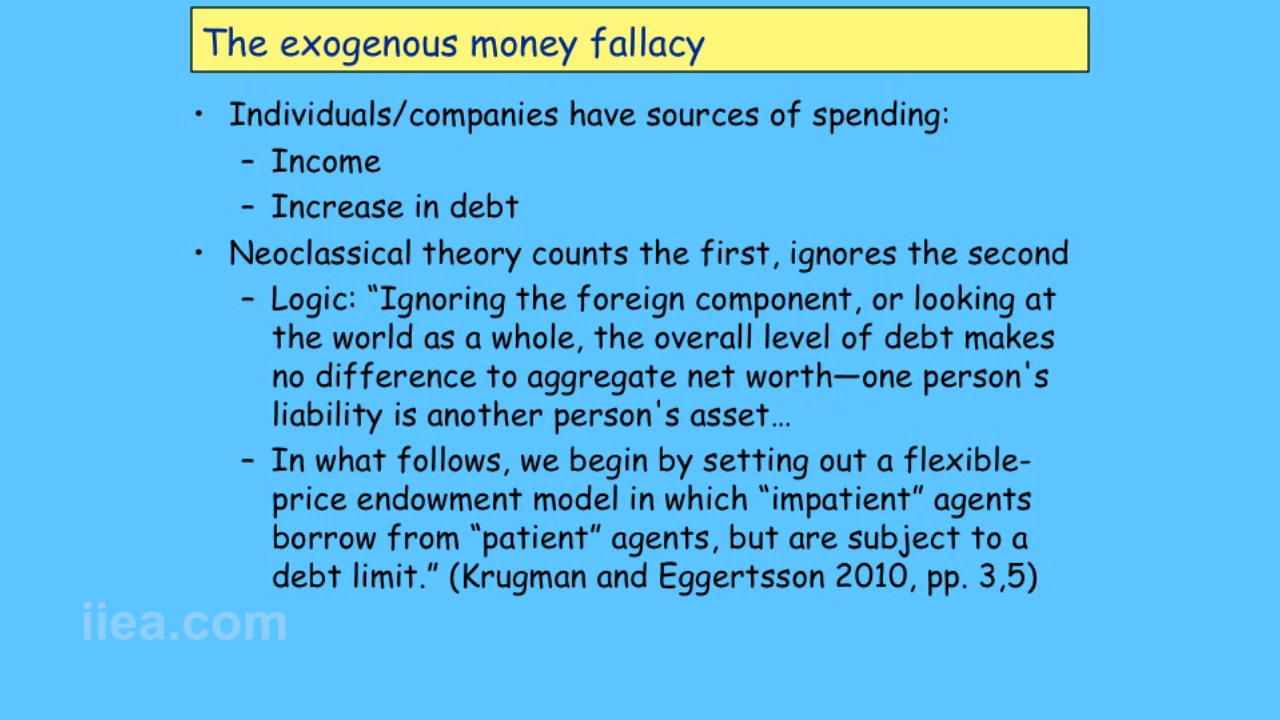 The exogenous money fallacy
• Individuals/companies have sources of spending:
– Income
– Increase in debt
• Neoclassical theory counts the first, ignores the second
– Logic: “Ignoring the foreign component, or looking at
the world as a whole, the overall level of debt makes
no difference to aggregate net worth—one person's
liability is another person's asset…
– In what follows, we begin by setting out a flexible-
price endowment model in which “impatient” agents
borrow from “patient” agents, but are subject to a
debt limit.” (Krugman and Eggertsson 2010, pp. 3,5)
iiea.com